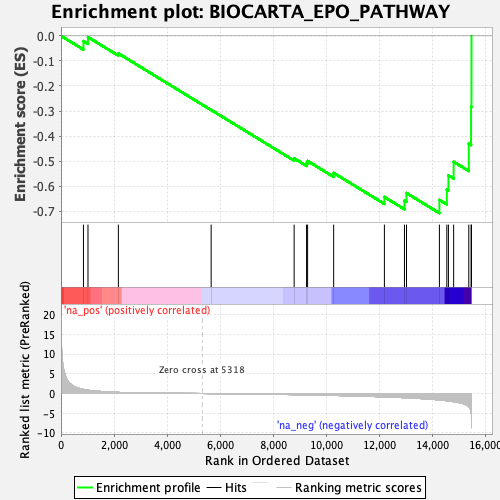 Enrichment plot: BIOCARTA_EPO_PATHWAY
Enrichment score (ES)
0.0
-0.1
-0.2
-0.3
-0.4
-0.5
-0.6
-0.7
'na_pos' (positively correlated)
Ranked list metric (PreRanked)
20
15
10
5
0
-5
-10
Zero cross at 5318
'na_neg' (negatively correlated)
0
2,000
4,000
6,000
8,000
10,000
12,000
14,000
16,000
Rank in Ordered Dataset
Enrichment profile
Hits
Ranking metric scores